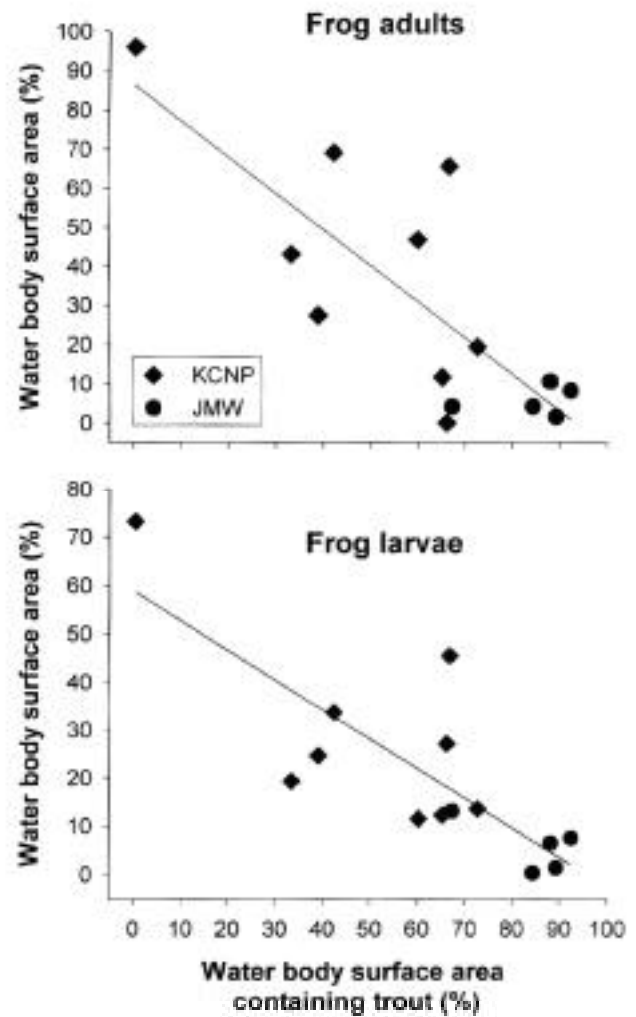 Frog adults
Water body surface area (%)
100
90
80
70
60
50
40
30
20
10
0
KCNP
JMW
Frog larvae
Water body surface area (%)
80
70
60
50
40
30
20
10
0
0 10 20 30 40 50 60 70 80 90 100
Water body surface area
containing trout (%)